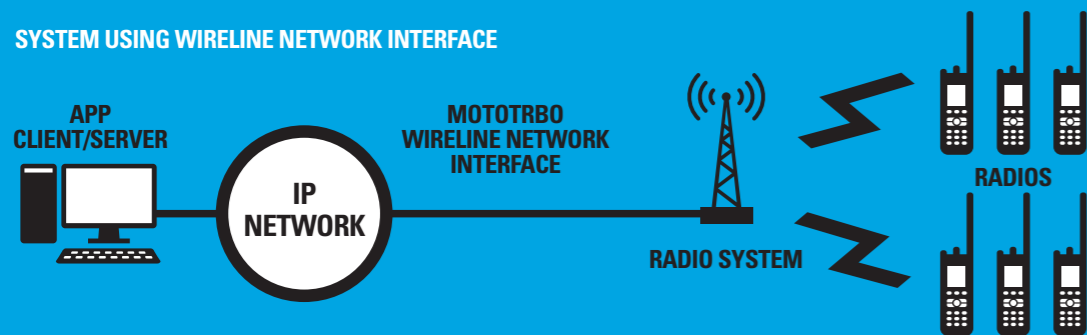 SYSTEM USING WIRELINE NETWORK INTERFACE
APP
CLIENT/SERVER
IP
NETWORK
MOTOTRBO
WIRELINE NETWORK
INTERFACE
RADIO SYSTEM
RADIOS